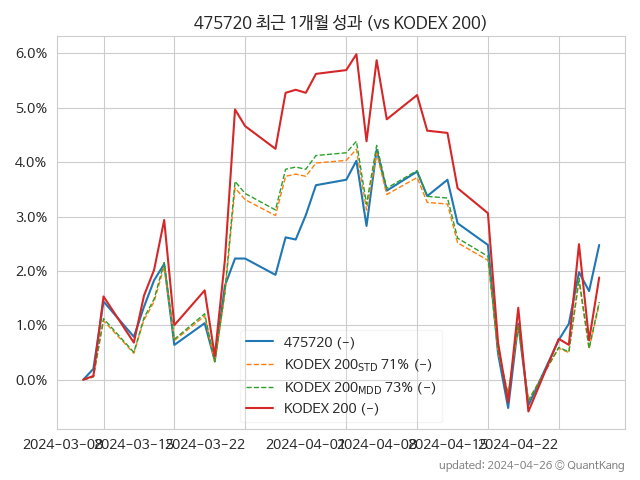 475720 최근 1개월 성과 (vs KODEX 200)
6.0%
5.0%
4.0%
3.0%
2.0%
1.0%
0.0%
475720 (–)
KODEX 200STD 71% (–)
KODEX 200MDD 73% (–)
KODEX 200 (–)
2024-03-08 2024-03-15 2024-03-22 2024-04-01 2024-04-08 2024-04-15 2024-04-22
updated: 2024-04-26 © QuantKang